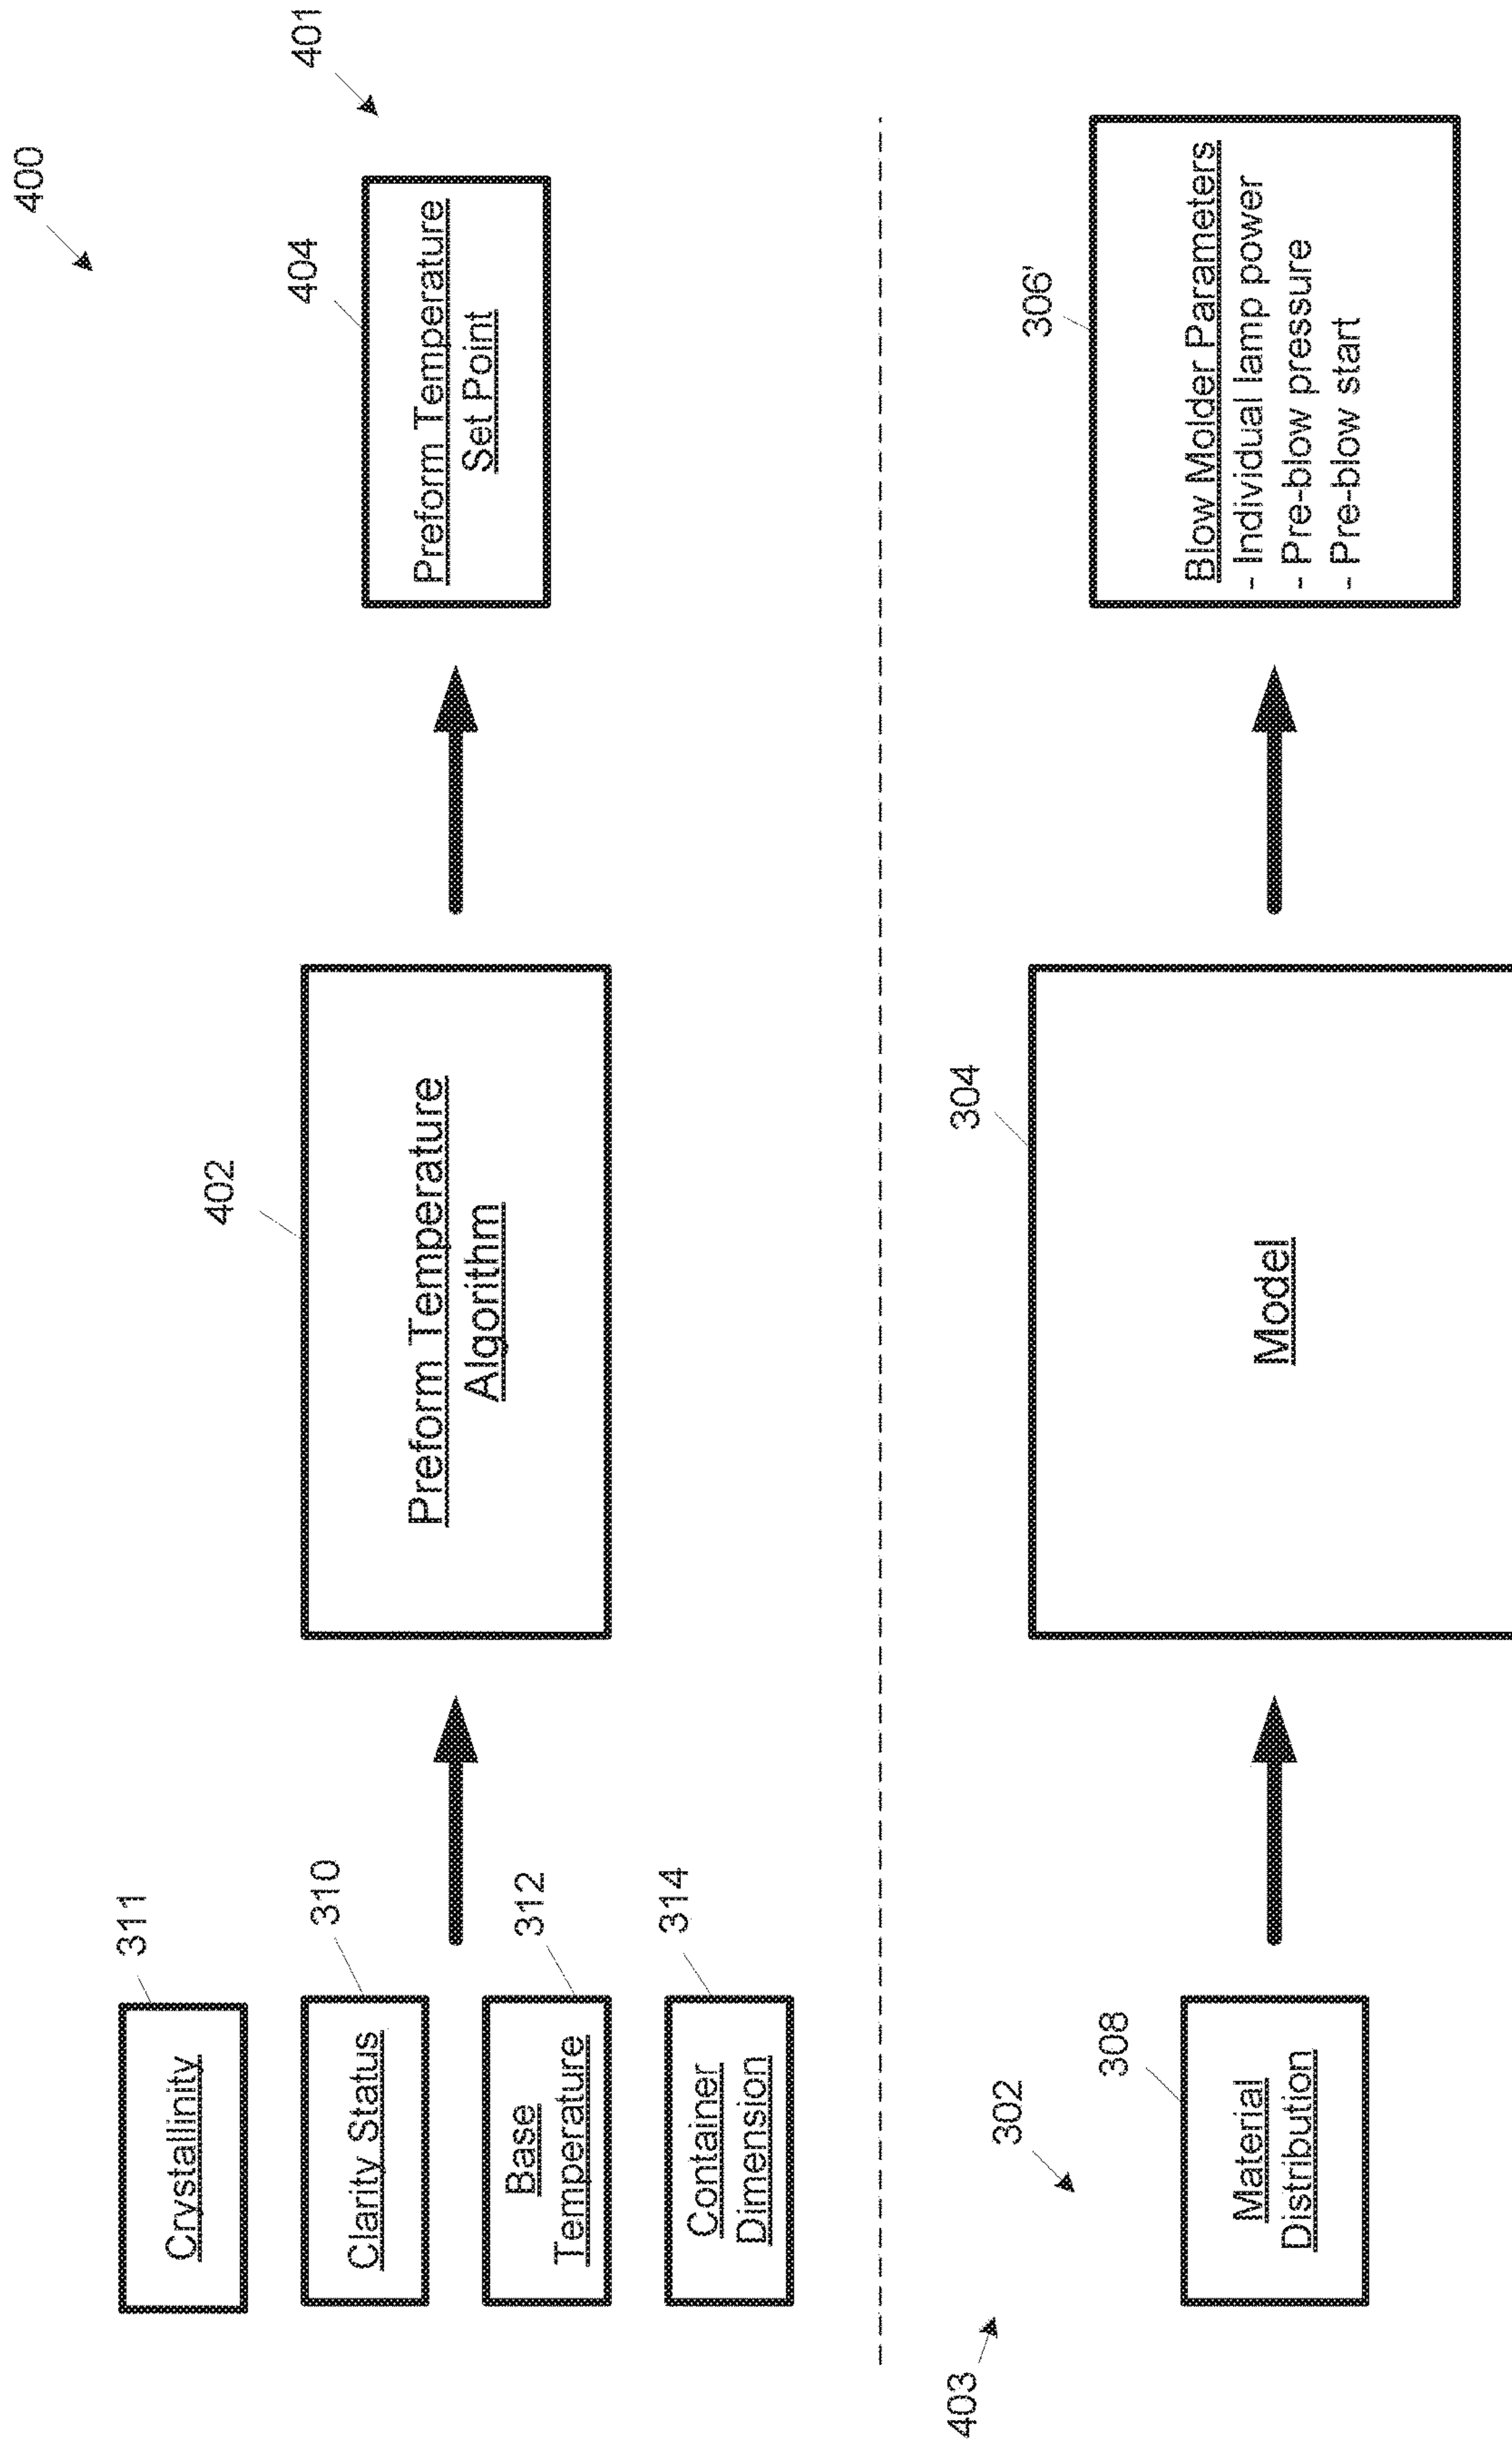 400
401
311
Crystallinity
310
Clarity Status
312
Base
Temperature
314
Container
Dimension
402
Preform Temperature
Algorithm
404
Preform Temperature
Set Point
403
302
308
Material
Distribution
304
Model
306'
Blow Molder Parameters
- Individual lamp power
- Pre-blow pressure
- Pre-blow start